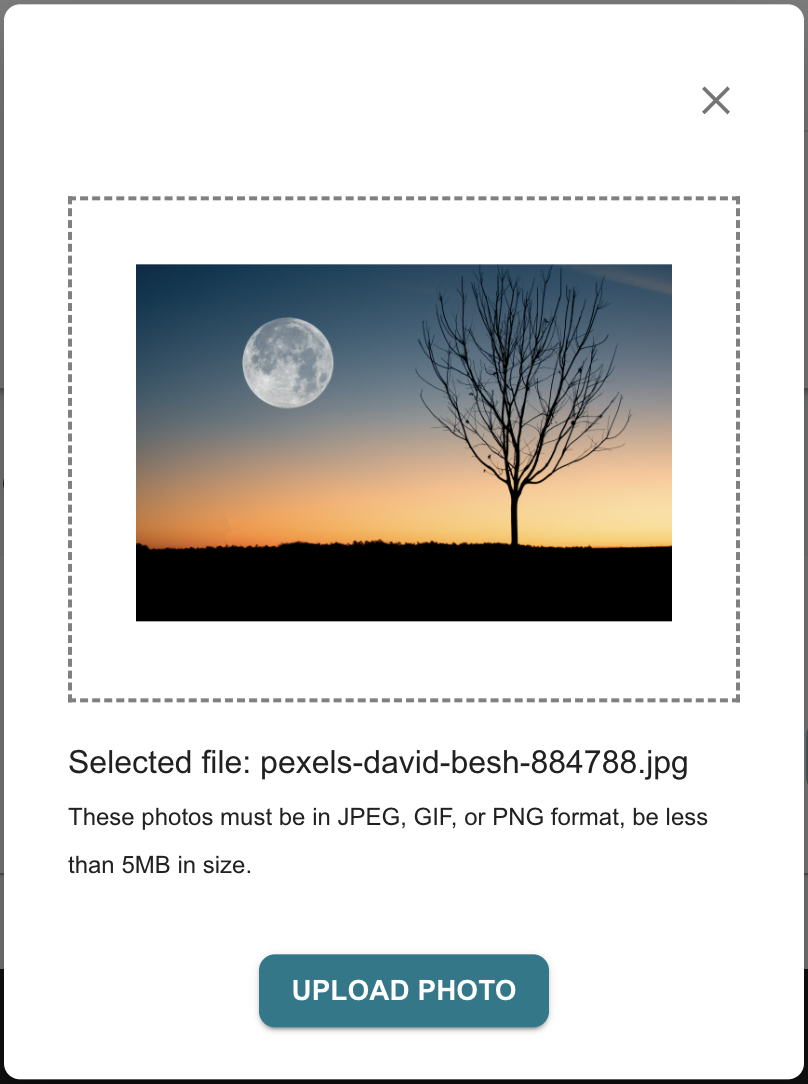 Selected file: pexels-david-besh-884788.jpg
These photos must be in JPEG, GIF, or PNG format, be less
than 5MB in size.
UPLOAD PHOTO